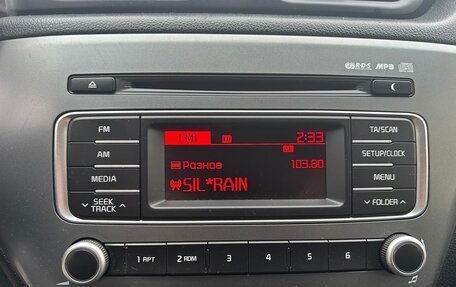 R·D·S MP3
FM
AM
MEDIA
SEEK
TRACK
FM1
2:33
Разнов
103.80
SIL*RAIN
TA/SCAN
SETUP/CLOCK
MENU
FOLDER
1 RPT
2 RDM
3
4
5
6